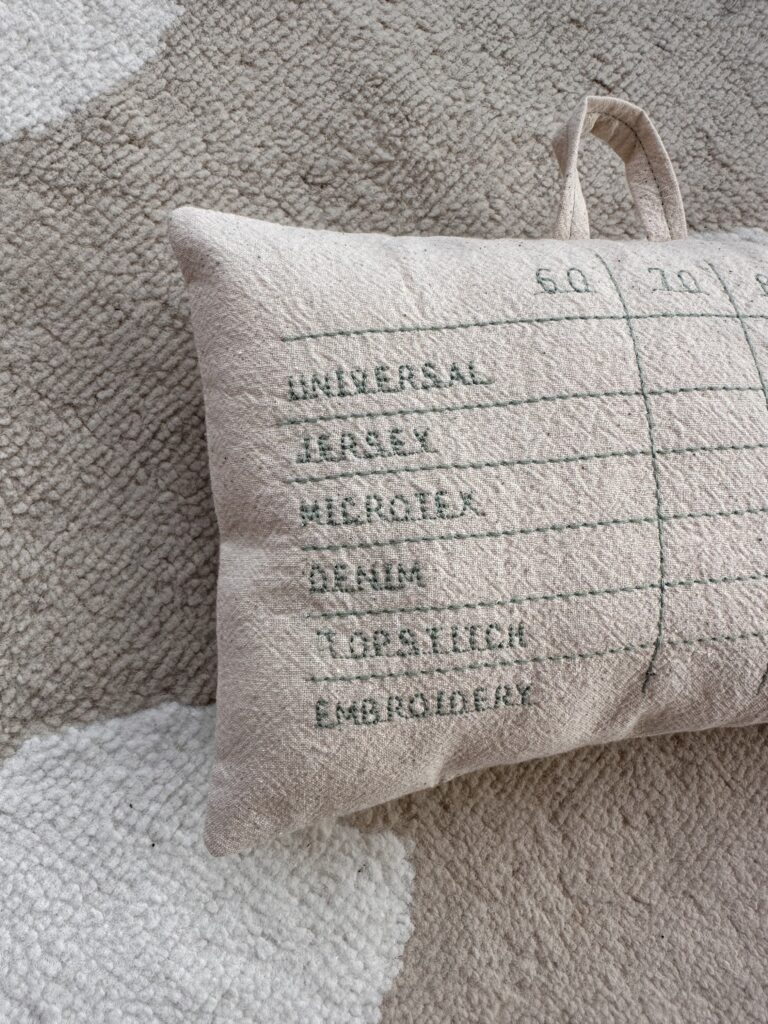 60 70
UNIVERSAL
JERSEY
MICROTEX
DENIM
TOPSTITCH
EMBROIDERY